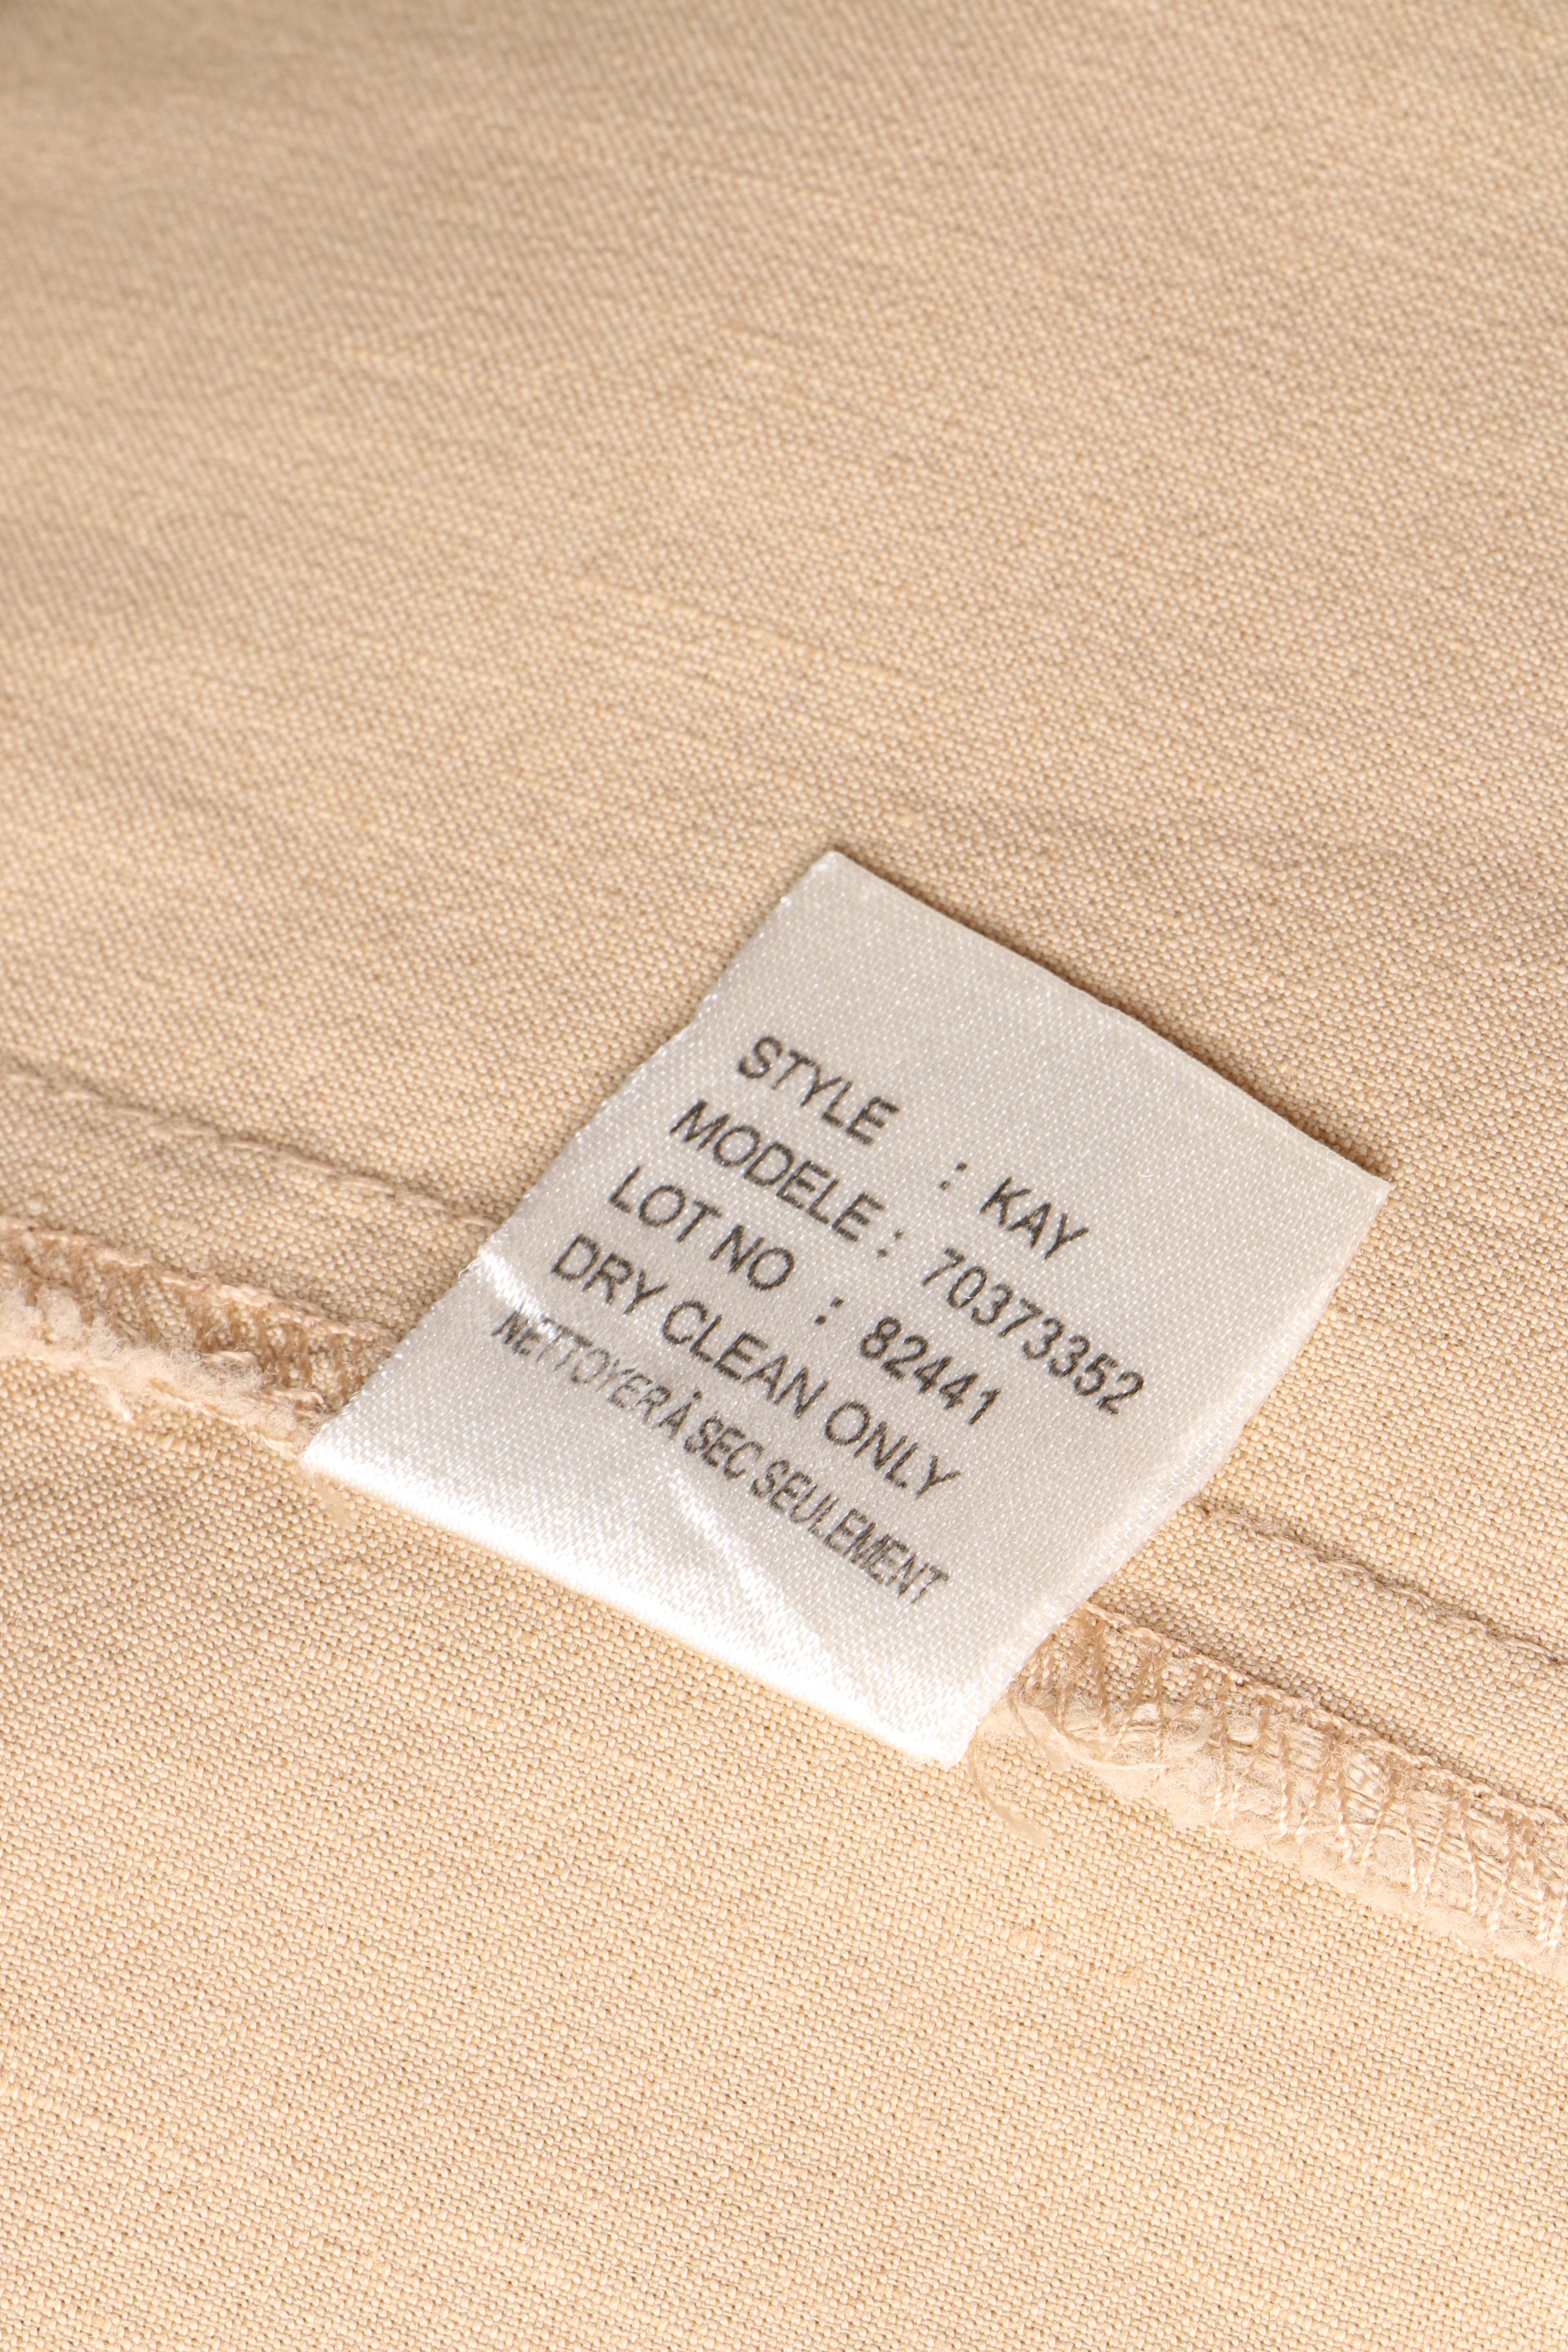 STYLE : KAY
MODELE : 70373352
LOT NO : 82441
DRY CLEAN ONLY
NETTOYER À SEC SEULEMENT